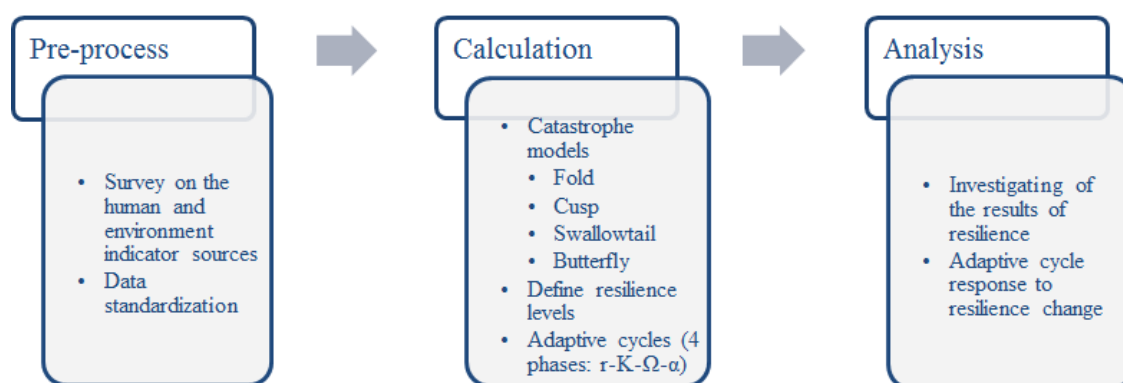 Pre-process
• Survey on the
human and
environment
indicator sources
• Data
standardization
Calculation
• Catastrophe
models
• Fold
• Cusp
• Swallowtail
• Butterfly
• Define resilience
levels
• Adaptive cycles (4
phases: r-K-Ω-α)
Analysis
• Investigating of
the results of
resilience
• Adaptive cycle
response to
resilience change